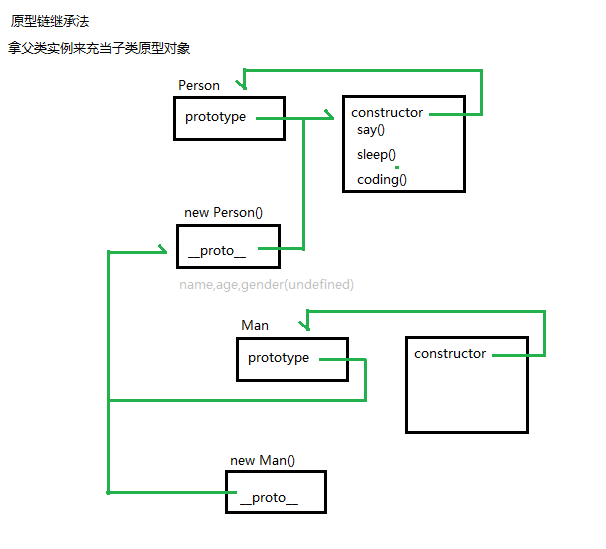 原型链继承法
拿父类实例来充当子类原型对象
Person
prototype
constructor
say()
sleep()
coding()
new Person()
__proto__
name,age,gender(undefined)
Man
prototype
constructor
new Man()
__proto__